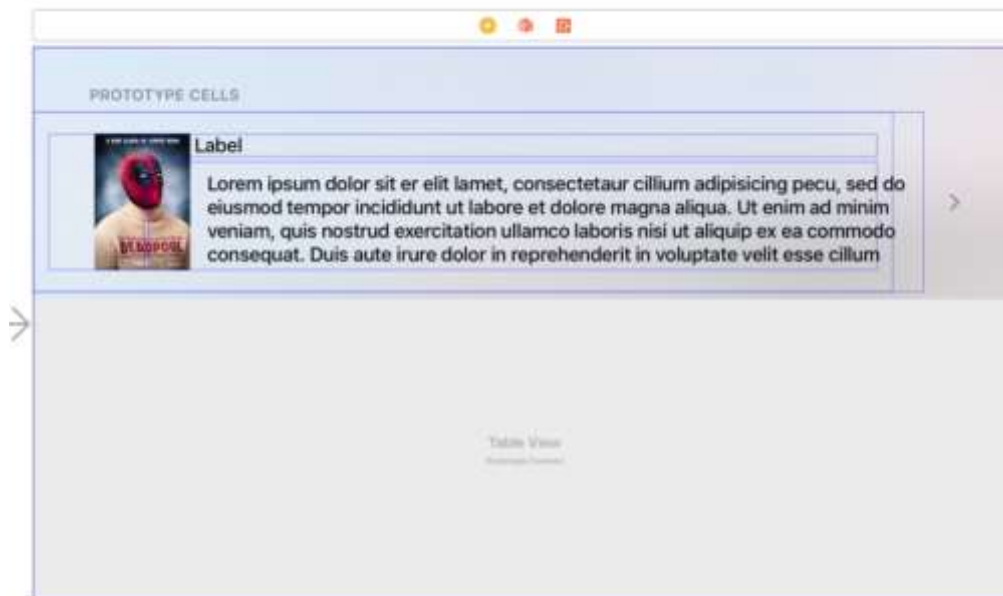 PROTOTYPE CELLS
Label
Lorem ipsum dolor sit er elit lamet, consectetaur cillium adipisicing pecu, sed do
eiusmod tempor incididunt ut labore et dolore magna aliqua. Ut enim ad minim
veniam, quis nostrud exercitation ullamco laboris nisi ut aliquip ex ea commodo
consequat. Duis aute irure dolor in reprehenderit in voluptate velit esse cillum
DEADPOOL
Table View